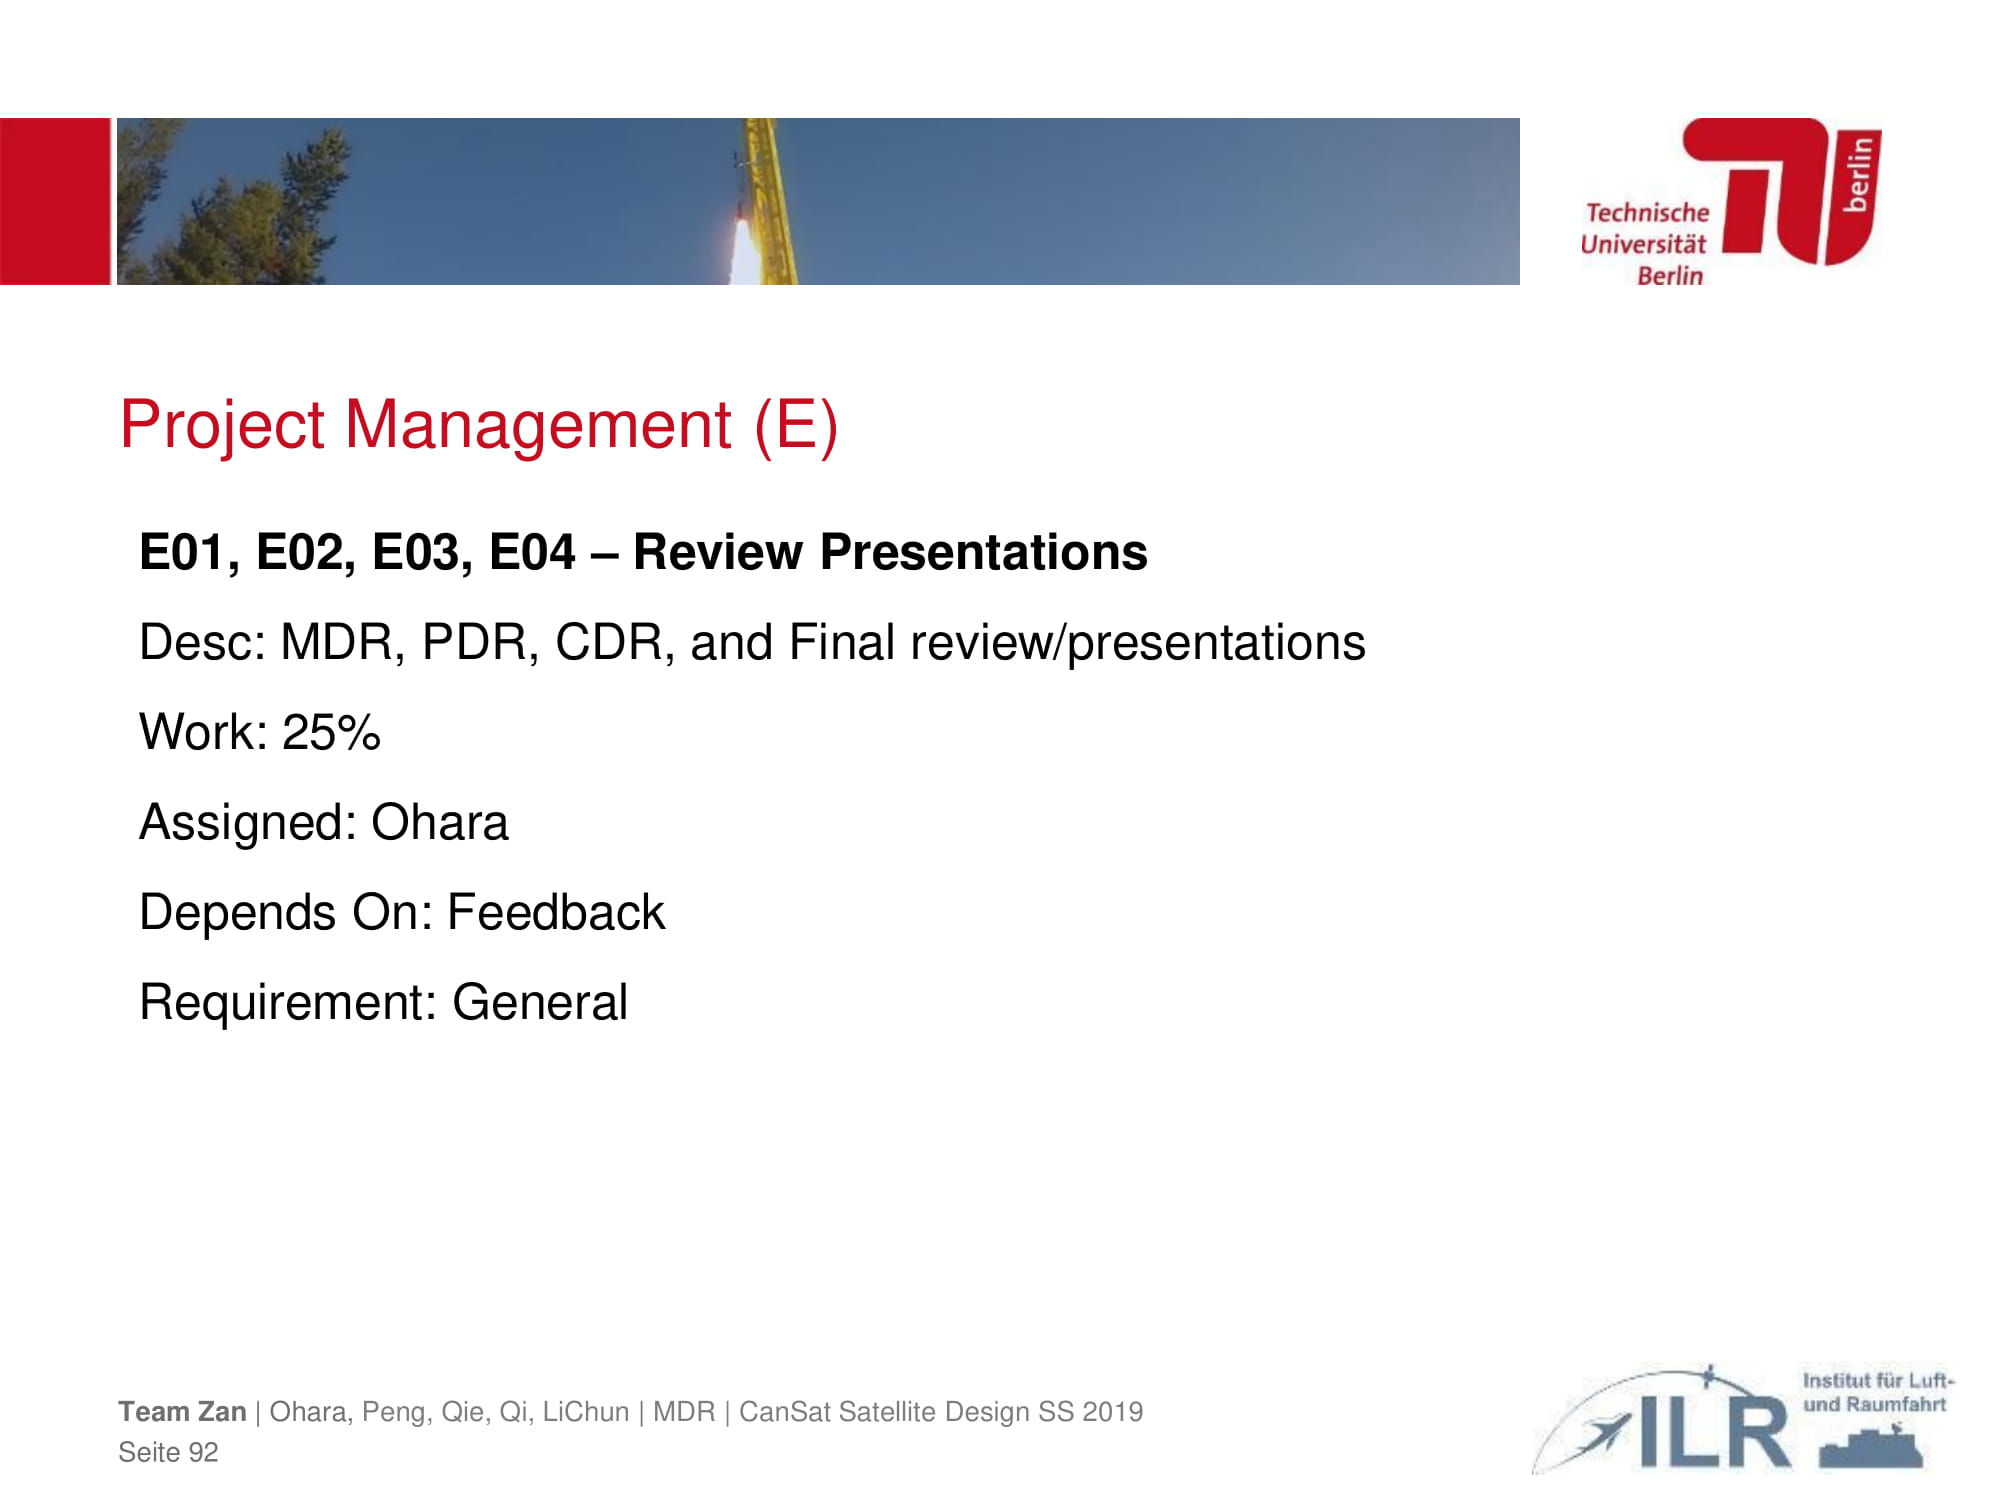 Technische
Universität
Berlin
berlin
Project Management (E)
E01, E02, E03, E04 – Review Presentations
Desc: MDR, PDR, CDR, and Final review/presentations
Work: 25%
Assigned: Ohara
Depends On: Feedback
Requirement: General
Team Zan | Ohara, Peng, Qie, Qi, LiChun | MDR | CanSat Satellite Design SS 2019
Seite 92
ILR
Institut für Luft-
und Raumfahrt